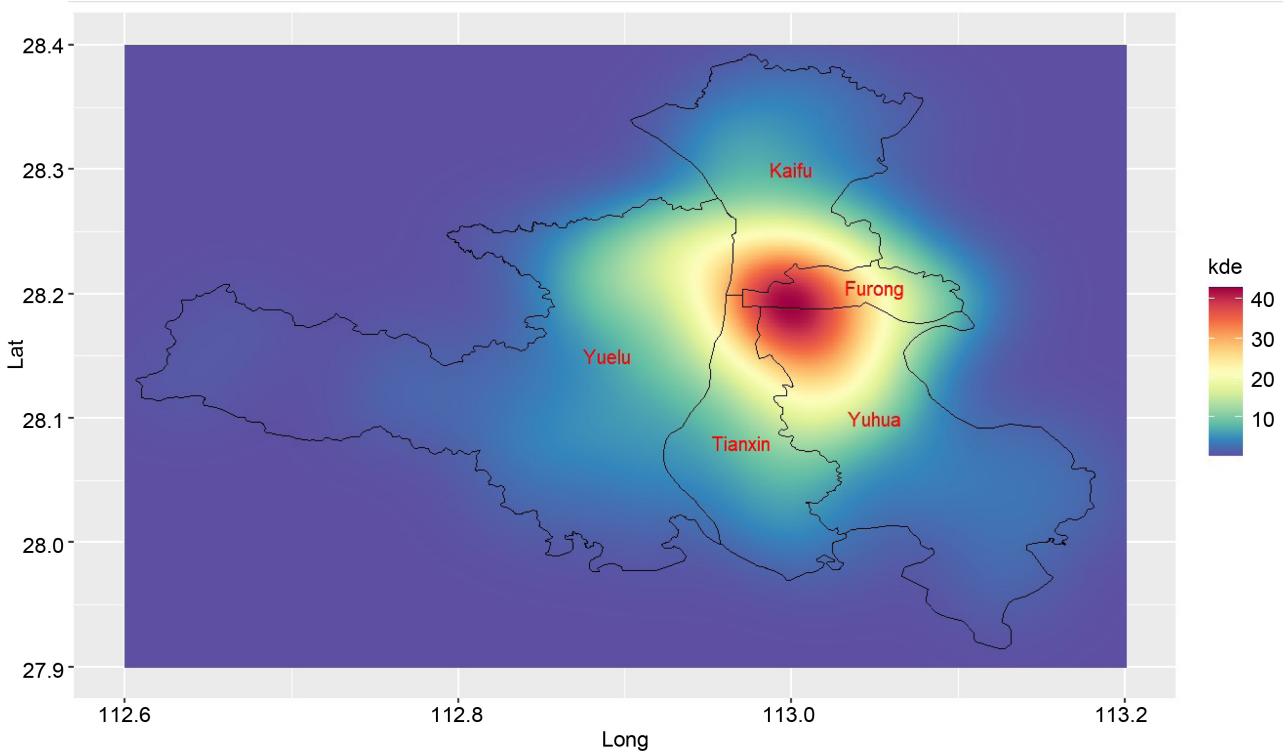 28.4
28.3
28.2
28.1
28.0
27.9
Lat
112.6
112.8
113.0
113.2
Long
Kaifu
Furong
Yuelu
Yuhua
Tianxin
kde
40
30
20
10